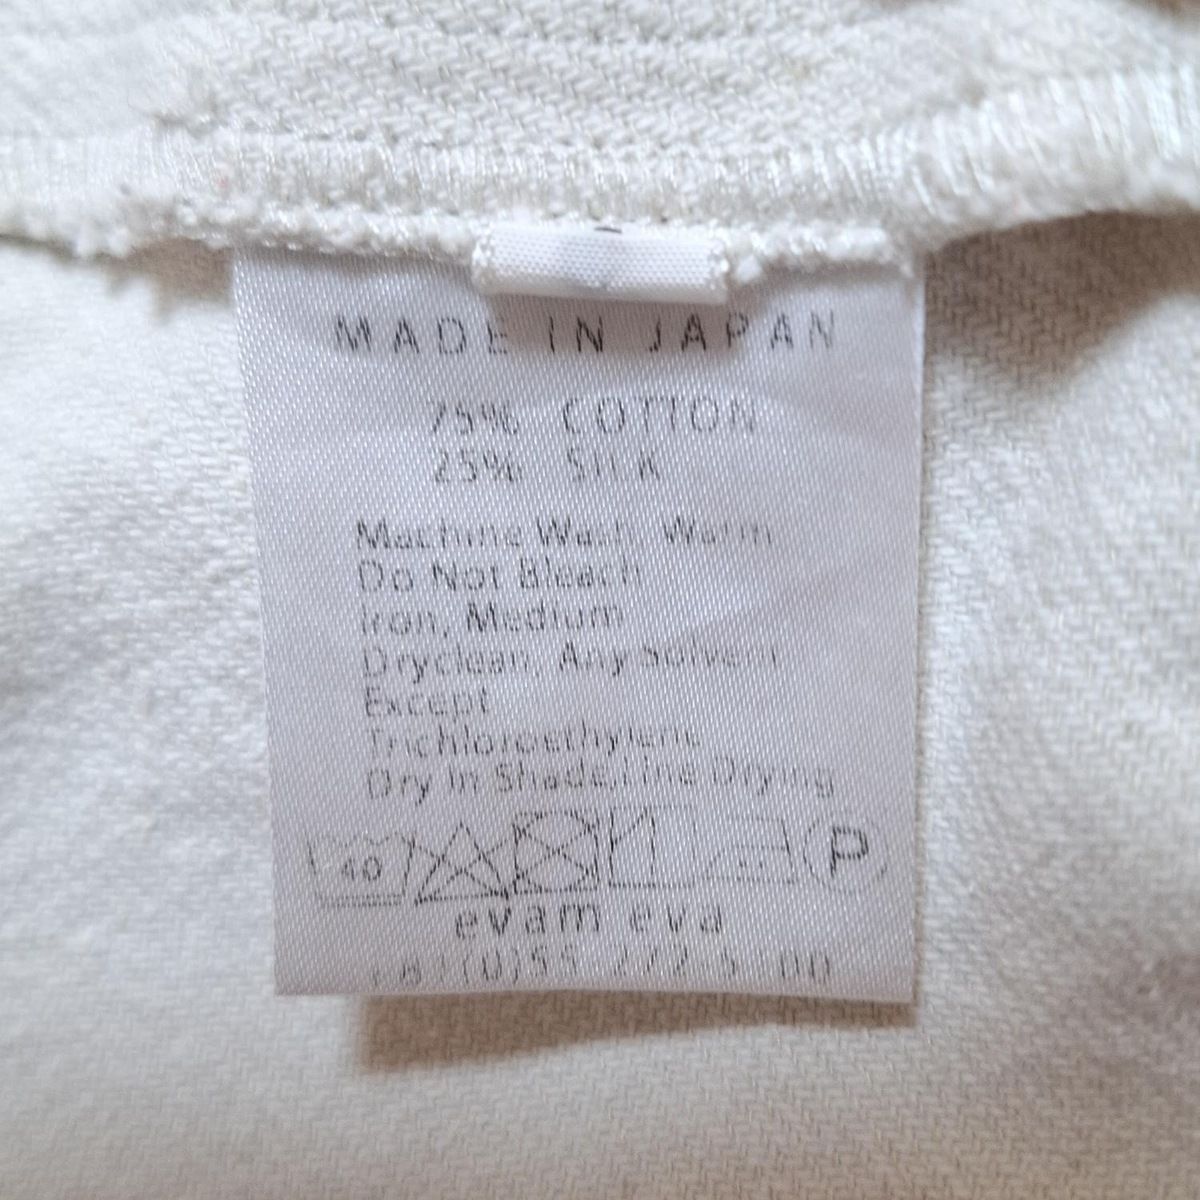 MADE IN JAPAN
75% COTTON
25% SILK
Machine Wash, Warm
Do Not Bleach
Iron, Medium
Dryclean, Any Solvent
Except
Trichloroethylene
Dry In Shade, Line Drying
40 P
evam eva